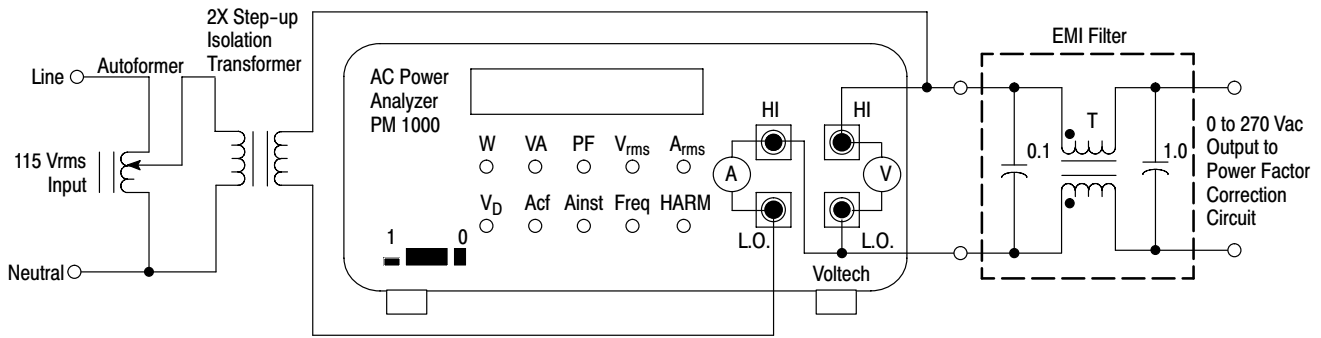 2X Step-up
Isolation
Transformer
Autoformer
Line
115 Vrms
Input
Neutral
AC Power
Analyzer
PM 1000
W VA PF Vrms Arms
VD Acf Ainst Freq HARM
1 0
HI HI
A V
L.O. L.O.
Voltech
EMI Filter
0.1
T
1.0
0 to 270 Vac
Output to
Power Factor
Correction
Circuit